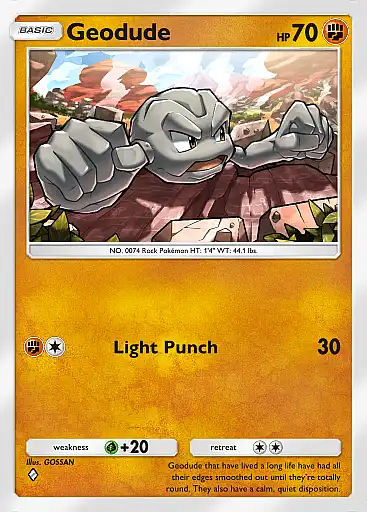 BASIC Geodude HP 70
NO. 0074 Rock Pokémon HT: 1'4" WT: 44.1 lbs.
Light Punch 30
weakness +20 retreat
Illus. GOSSAN
Geodude that have lived a long life have had all
their edges smoothed out until they're totally
round. They also have a calm, quiet disposition.